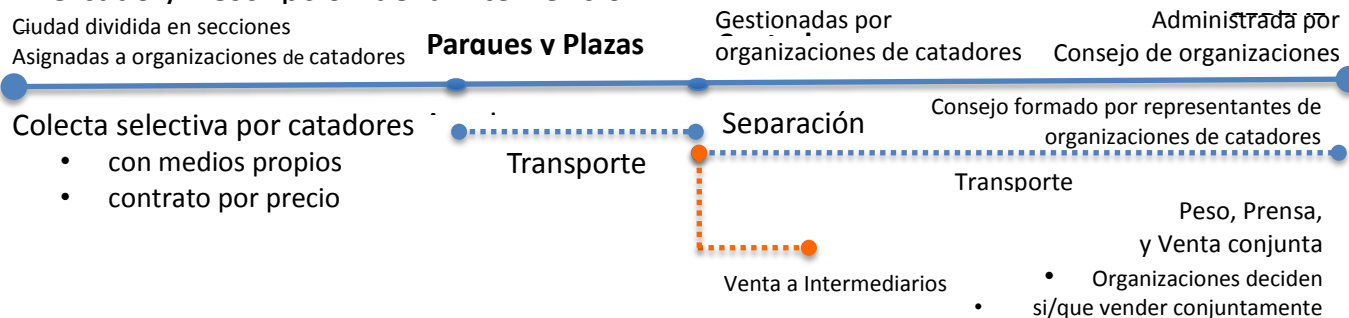 Ciudad dividida en secciones
Asignadas a organizaciones de catadores
Parques y Plazas
Gestionadas por
organizaciones de catadores
Administrada por
Consejo de organizaciones
Colecta selectiva por catadores
• con medios propios
• contrato por precio
Transporte
Separación
Consejo formado por representantes de
organizaciones de catadores
Transporte
Venta a Intermediarios
Peso, Prensa,
y Venta conjunta
• Organizaciones deciden
• si/que vender conjuntamente